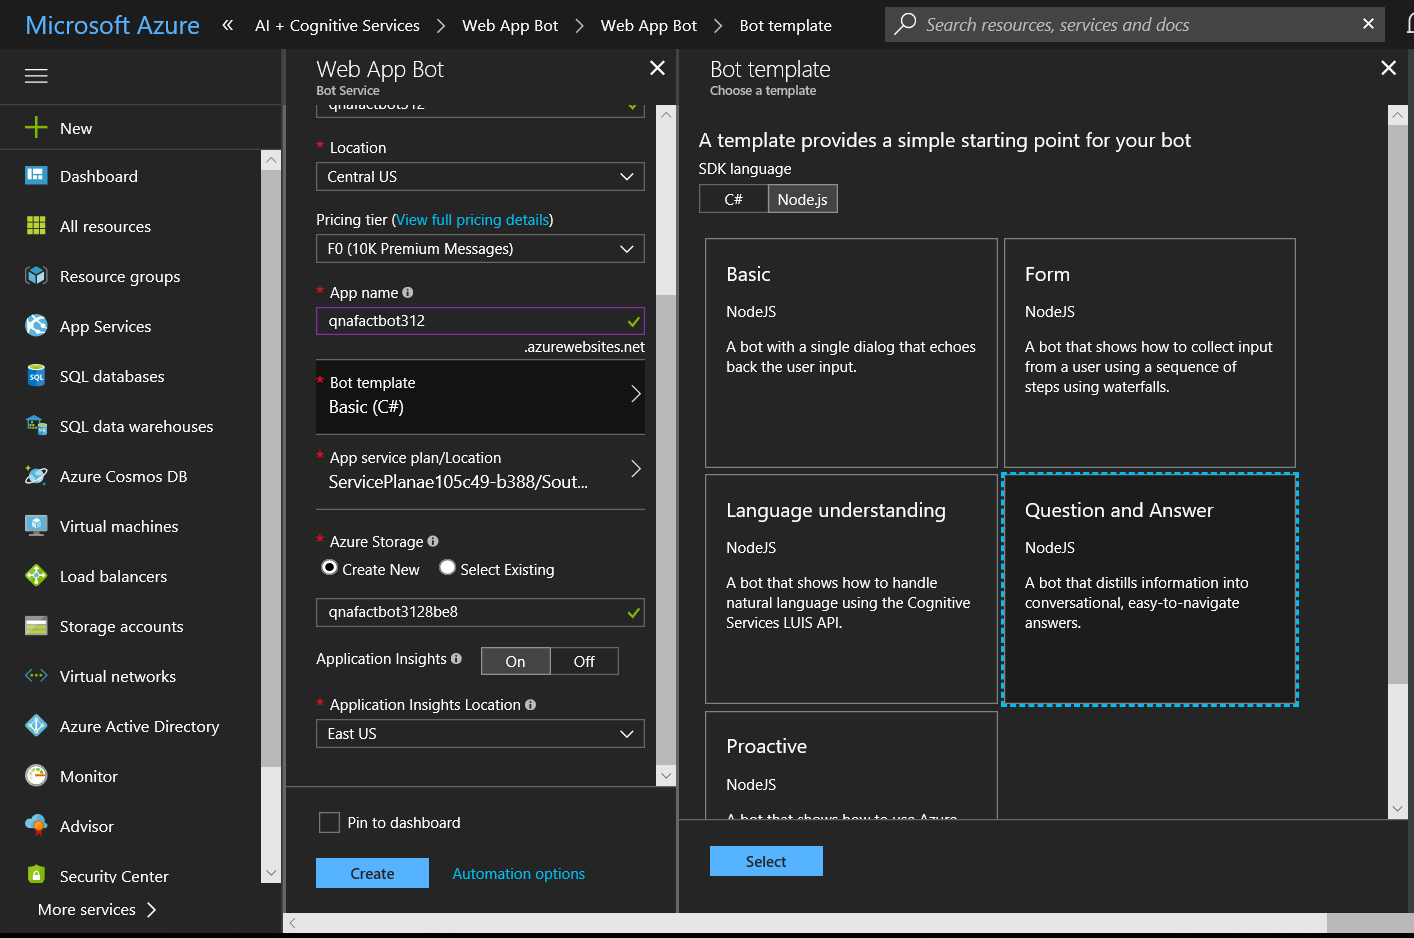 Microsoft Azure « AI + Cognitive Services > Web App Bot > Web App Bot > Bot template
Search resources, services and docs
New
Dashboard
All resources
Resource groups
App Services
SQL databases
SQL data warehouses
Azure Cosmos DB
Virtual machines
Load balancers
Storage accounts
Virtual networks
Azure Active Directory
Monitor
Advisor
Security Center
More services >
Web App Bot
Bot Service
qnafactbot312
* Location
Central US
Pricing tier (View full pricing details)
F0 (10K Premium Messages)
* App name
qnafactbot312
.azurewebsites.net
* Bot template
Basic (C#)
* App service plan/Location
ServicePlanae105c49-b388/Sout...
* Azure Storage
Create New Select Existing
qnafactbot3128be8
Application Insights On Off
* Application Insights Location
East US
Pin to dashboard
Create Automation options
Bot template
Choose a template
A template provides a simple starting point for your bot
SDK language
C# Node.js
Basic
NodeJS
A bot with a single dialog that echoes
back the user input.
Form
NodeJS
A bot that shows how to collect input
from a user using a sequence of
steps using waterfalls.
Language understanding
NodeJS
A bot that shows how to handle
natural language using the Cognitive
Services LUIS API.
Question and Answer
NodeJS
A bot that distills information into
conversational, easy-to-navigate
answers.
Proactive
NodeJS
A bot that shows how to use Azure
Select